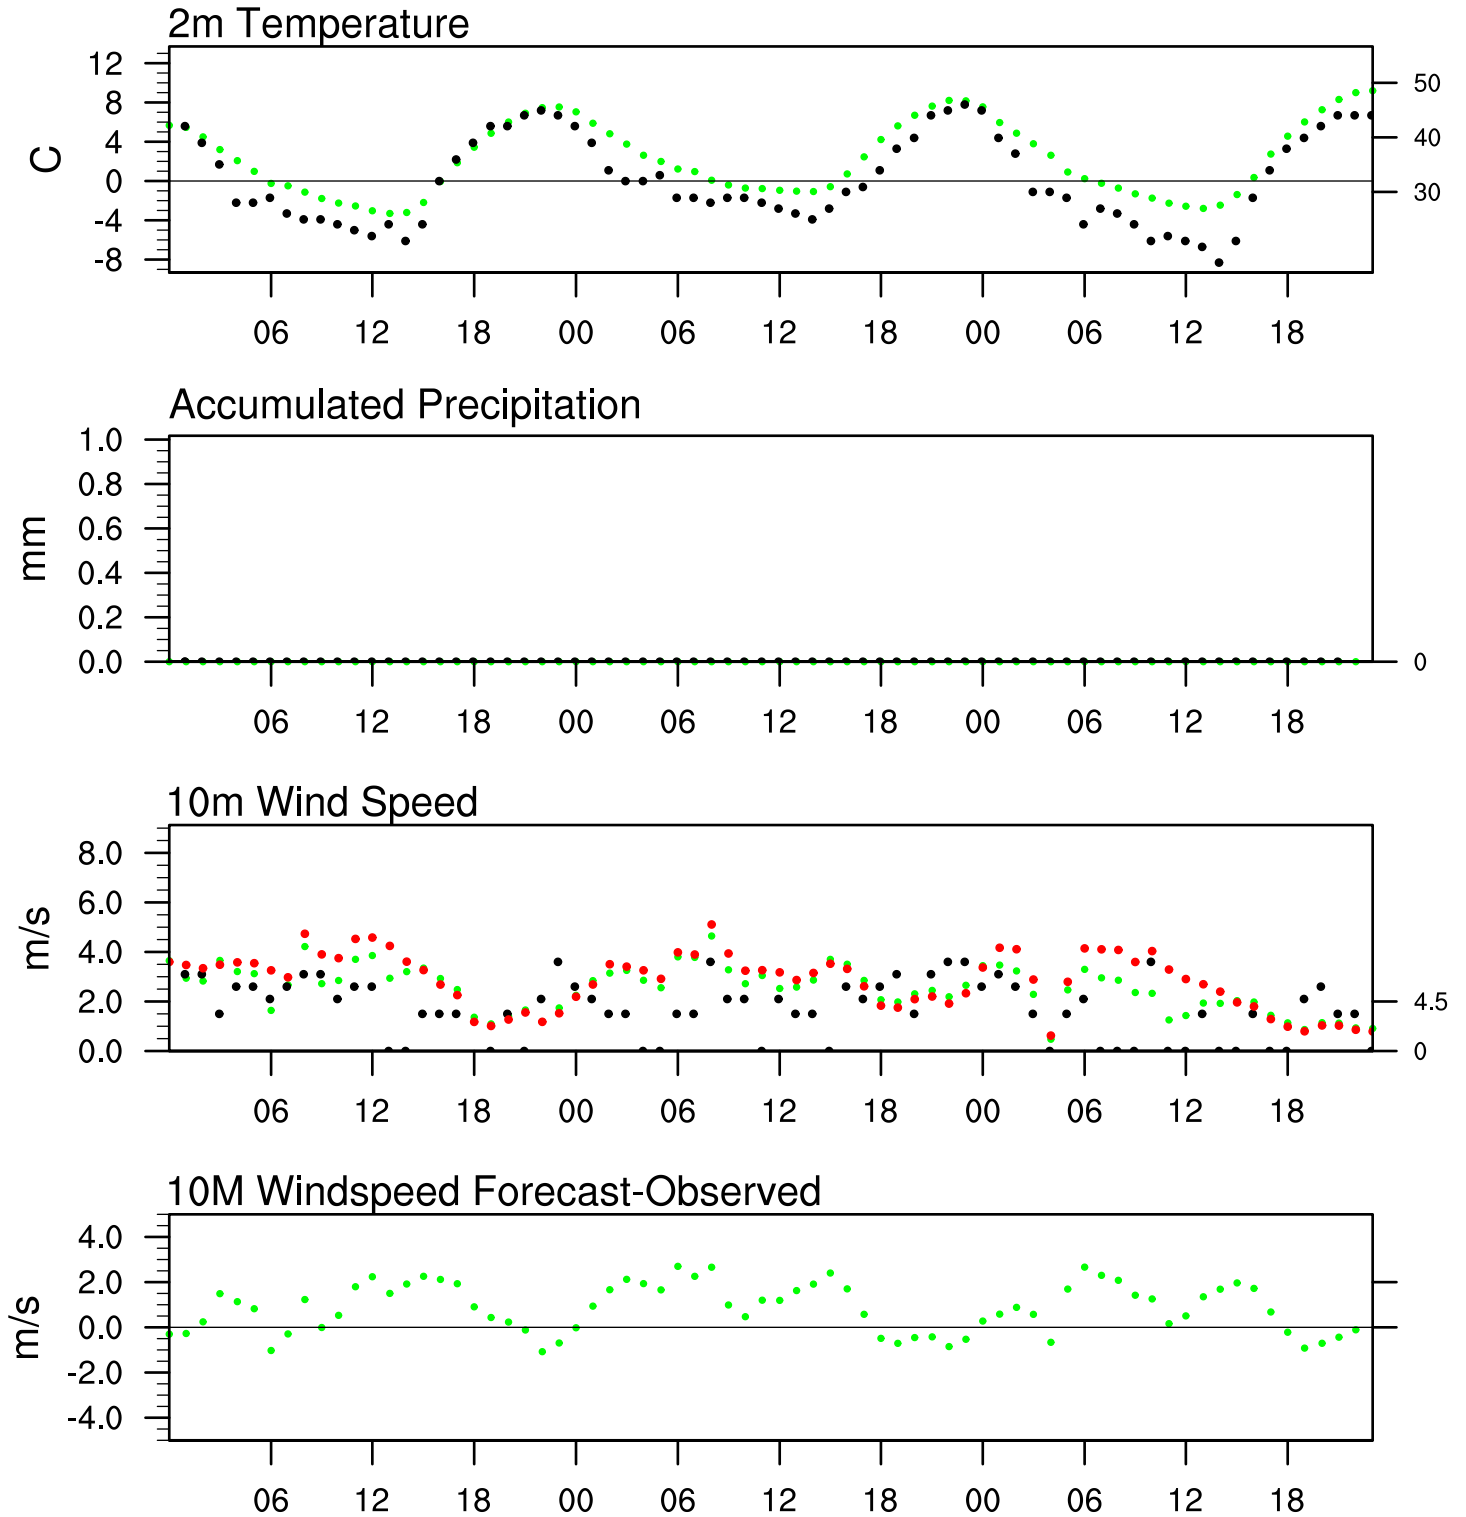 2m Temperature
12
8
4
0
-4
-8
C
50
40
30
06 12 18 00 06 12 18 00 06 12 18
Accumulated Precipitation
1.0
0.8
0.6
0.4
0.2
0.0
mm
0
06 12 18 00 06 12 18 00 06 12 18
10m Wind Speed
8.0
6.0
4.0
2.0
0.0
m/s
4.5
0
06 12 18 00 06 12 18 00 06 12 18
10M Windspeed Forecast-Observed
4.0
2.0
0.0
-2.0
-4.0
m/s
06 12 18 00 06 12 18 00 06 12 18